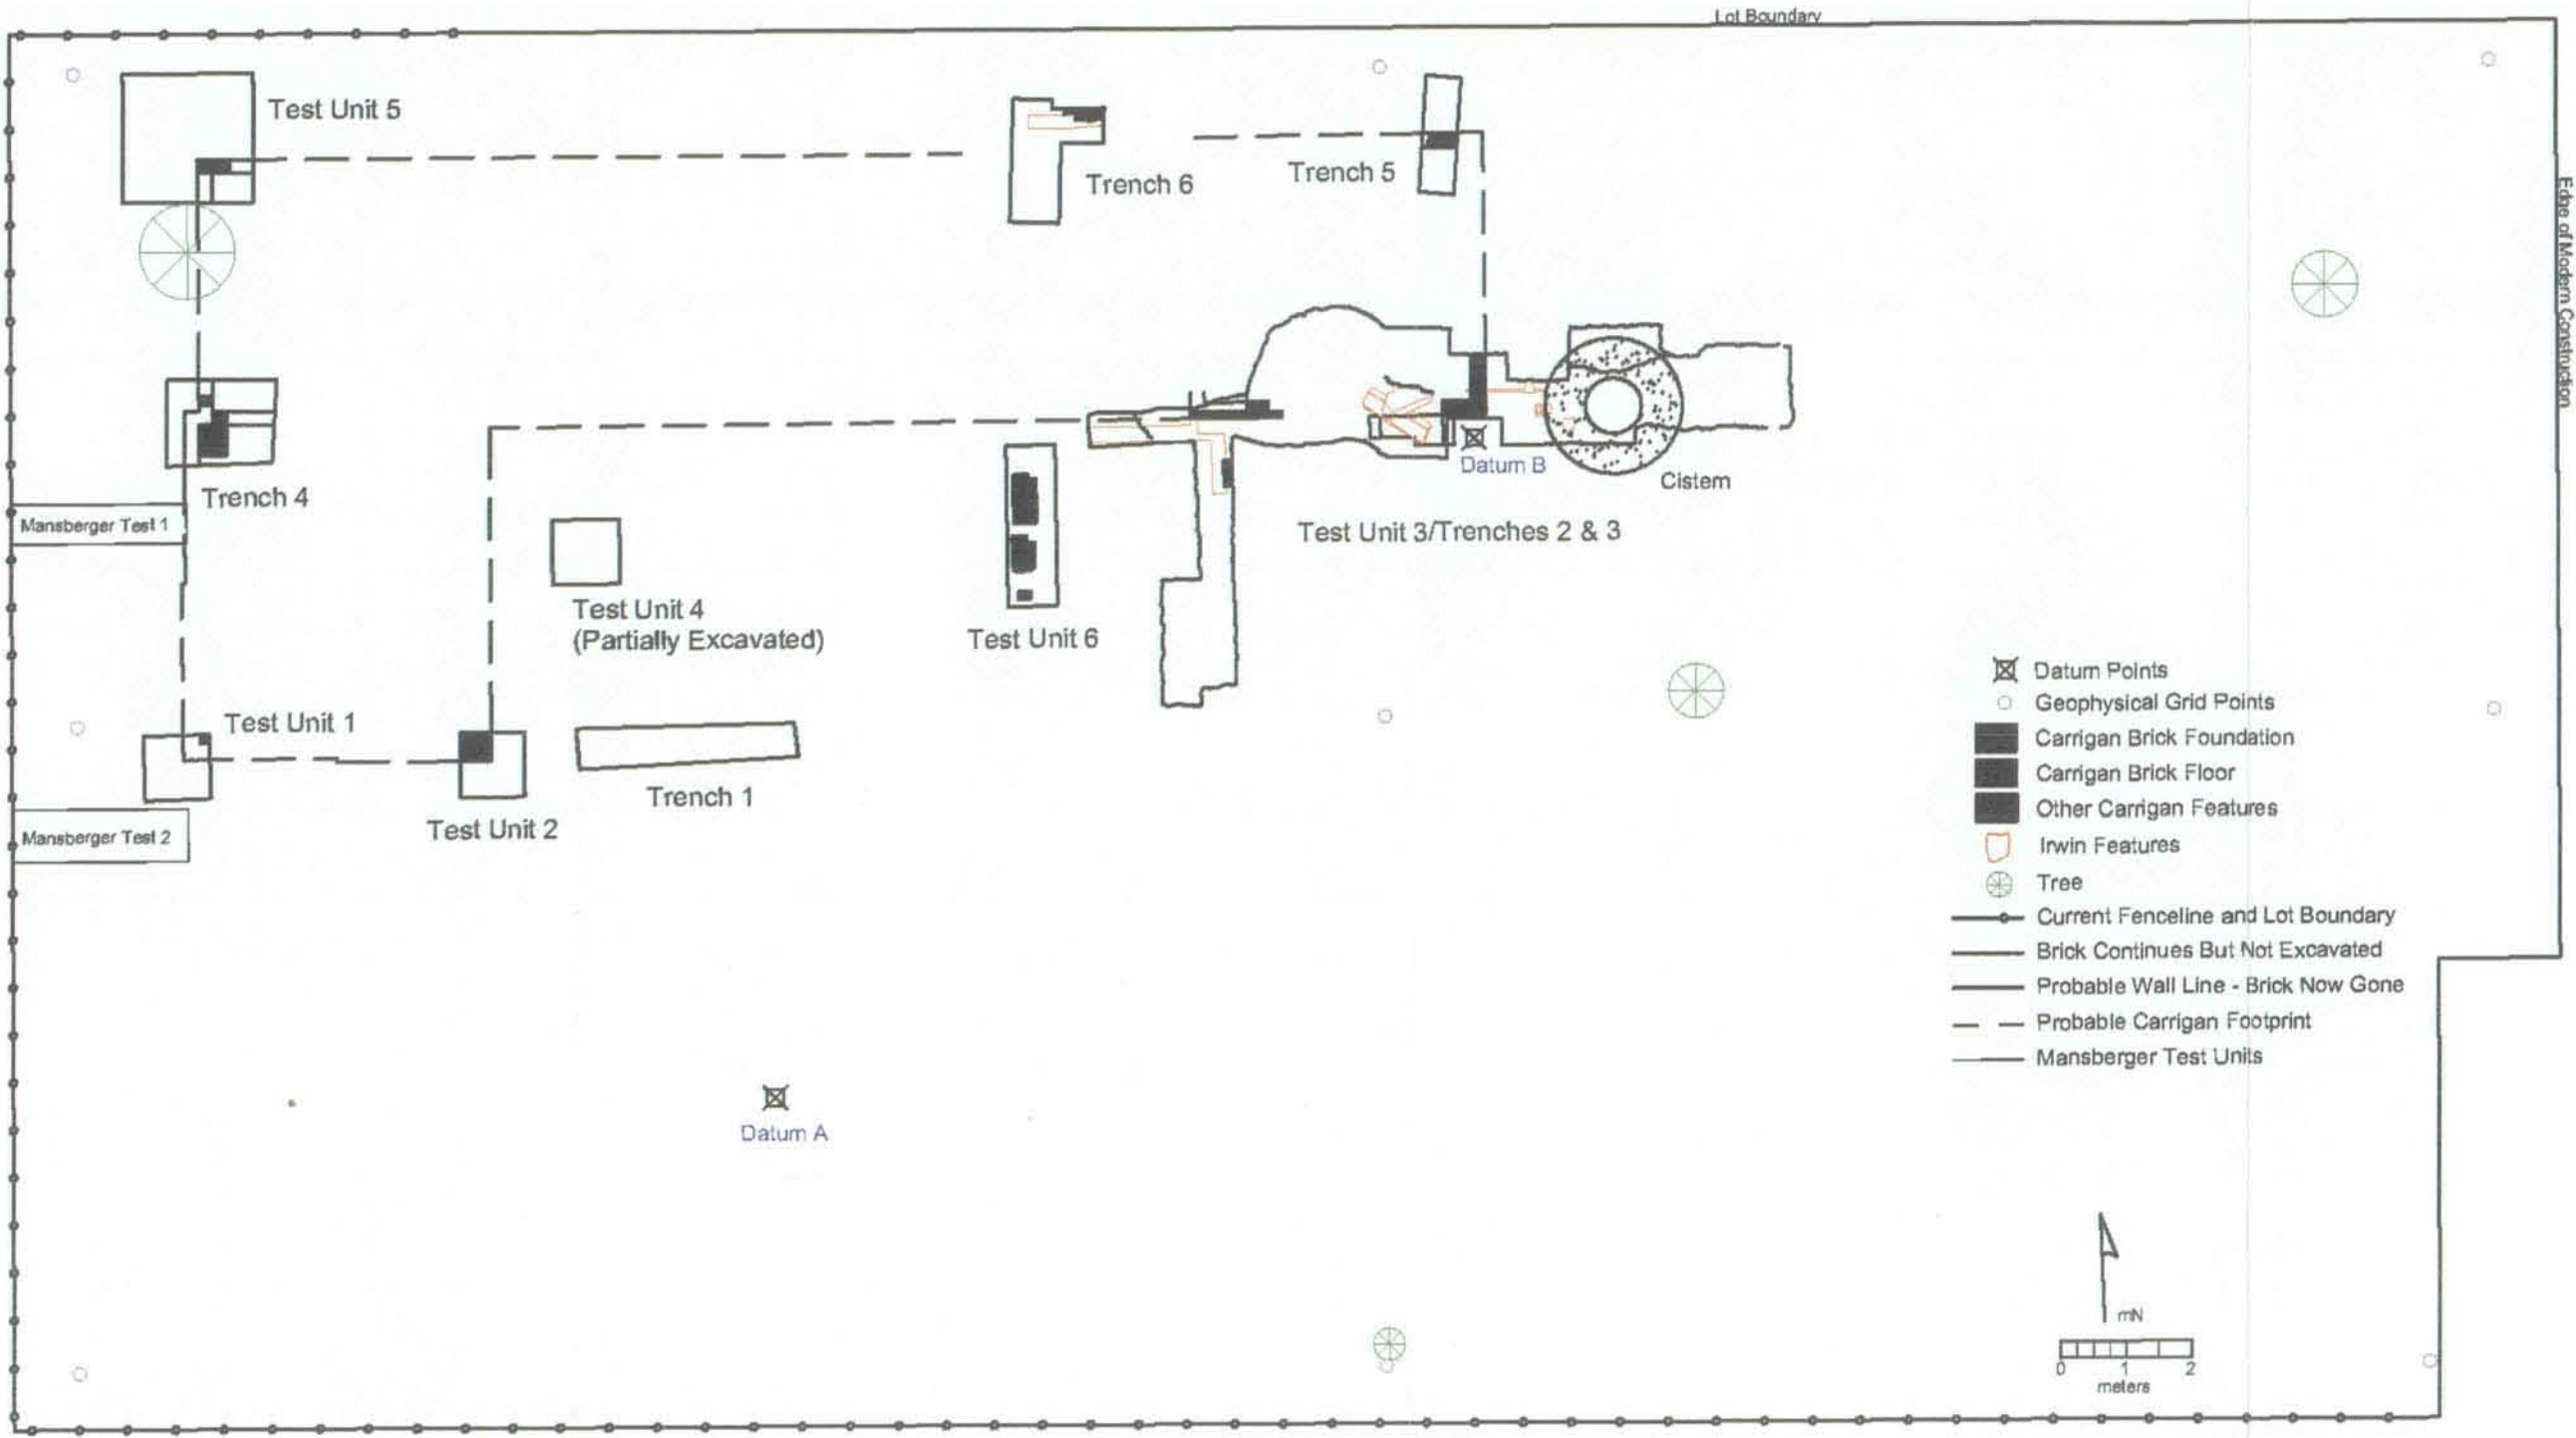 Lot Boundary
Edge of Modern Construction
Test Unit 5
Trench 6
Trench 5
Trench 4
Mansberger Test 1
Datum B
Cistern
Test Unit 3/Trenches 2 & 3
Test Unit 4
(Partially Excavated)
Test Unit 6
Test Unit 1
Trench 1
Test Unit 2
Mansberger Test 2
Datum A
Datum Points
Geophysical Grid Points
Carrigan Brick Foundation
Carrigan Brick Floor
Other Carrigan Features
Irwin Features
Tree
Current Fenceline and Lot Boundary
Brick Continues But Not Excavated
Probable Wall Line - Brick Now Gone
Probable Carrigan Footprint
Mansberger Test Units
mN
0 1 2
meters